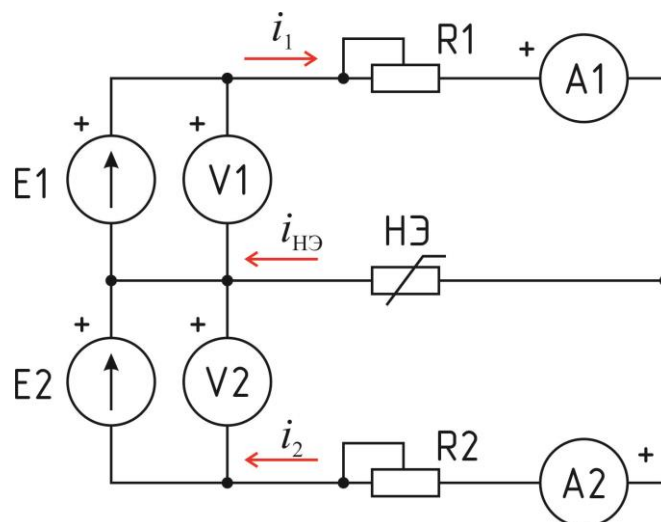 i₁
R1
+
A1
+
+
E1
V1
НЭ
iНЭ
+
+
E2
V2
i₂
R2
+
A2